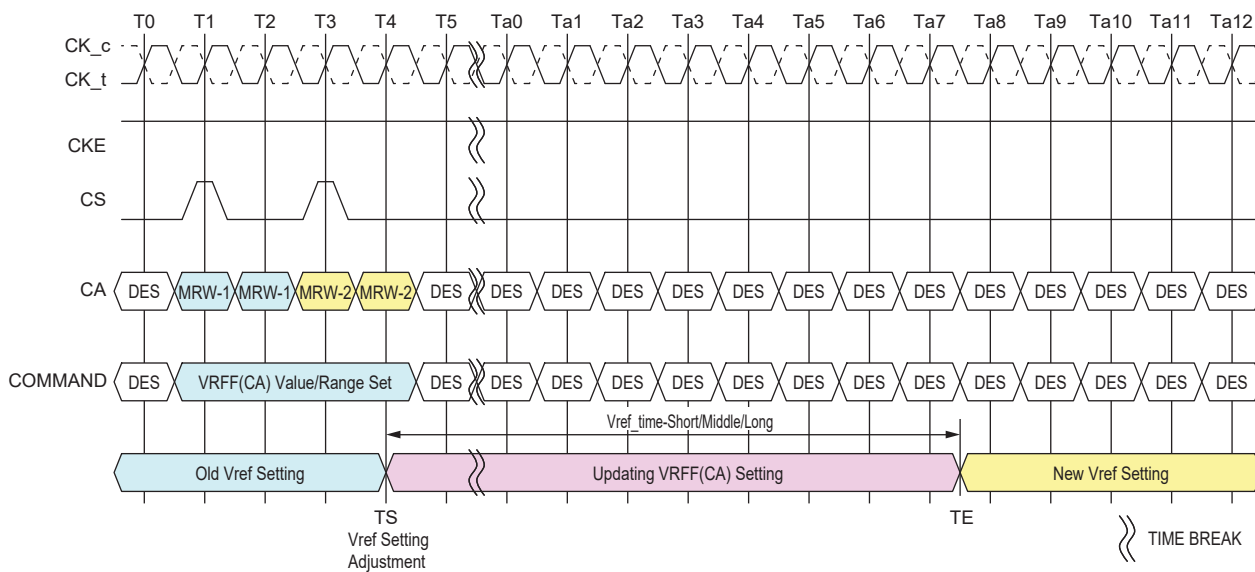 T0 T1 T2 T3 T4 T5 Ta0 Ta1 Ta2 Ta3 Ta4 Ta5 Ta6 Ta7 Ta8 Ta9 Ta10 Ta11 Ta12
CK_c
CK_t
CKE
CS
CA DES MRW-1 MRW-1 MRW-2 MRW-2 DES DES DES DES DES DES DES DES DES DES DES DES DES DES
COMMAND DES VRFF(CA) Value/Range Set DES DES DES DES DES DES DES DES DES DES DES DES DES DES
Vref_time-Short/Middle/Long
Old Vref Setting Updating VRFF(CA) Setting New Vref Setting
TS TE
Vref Setting
Adjustment
TIME BREAK